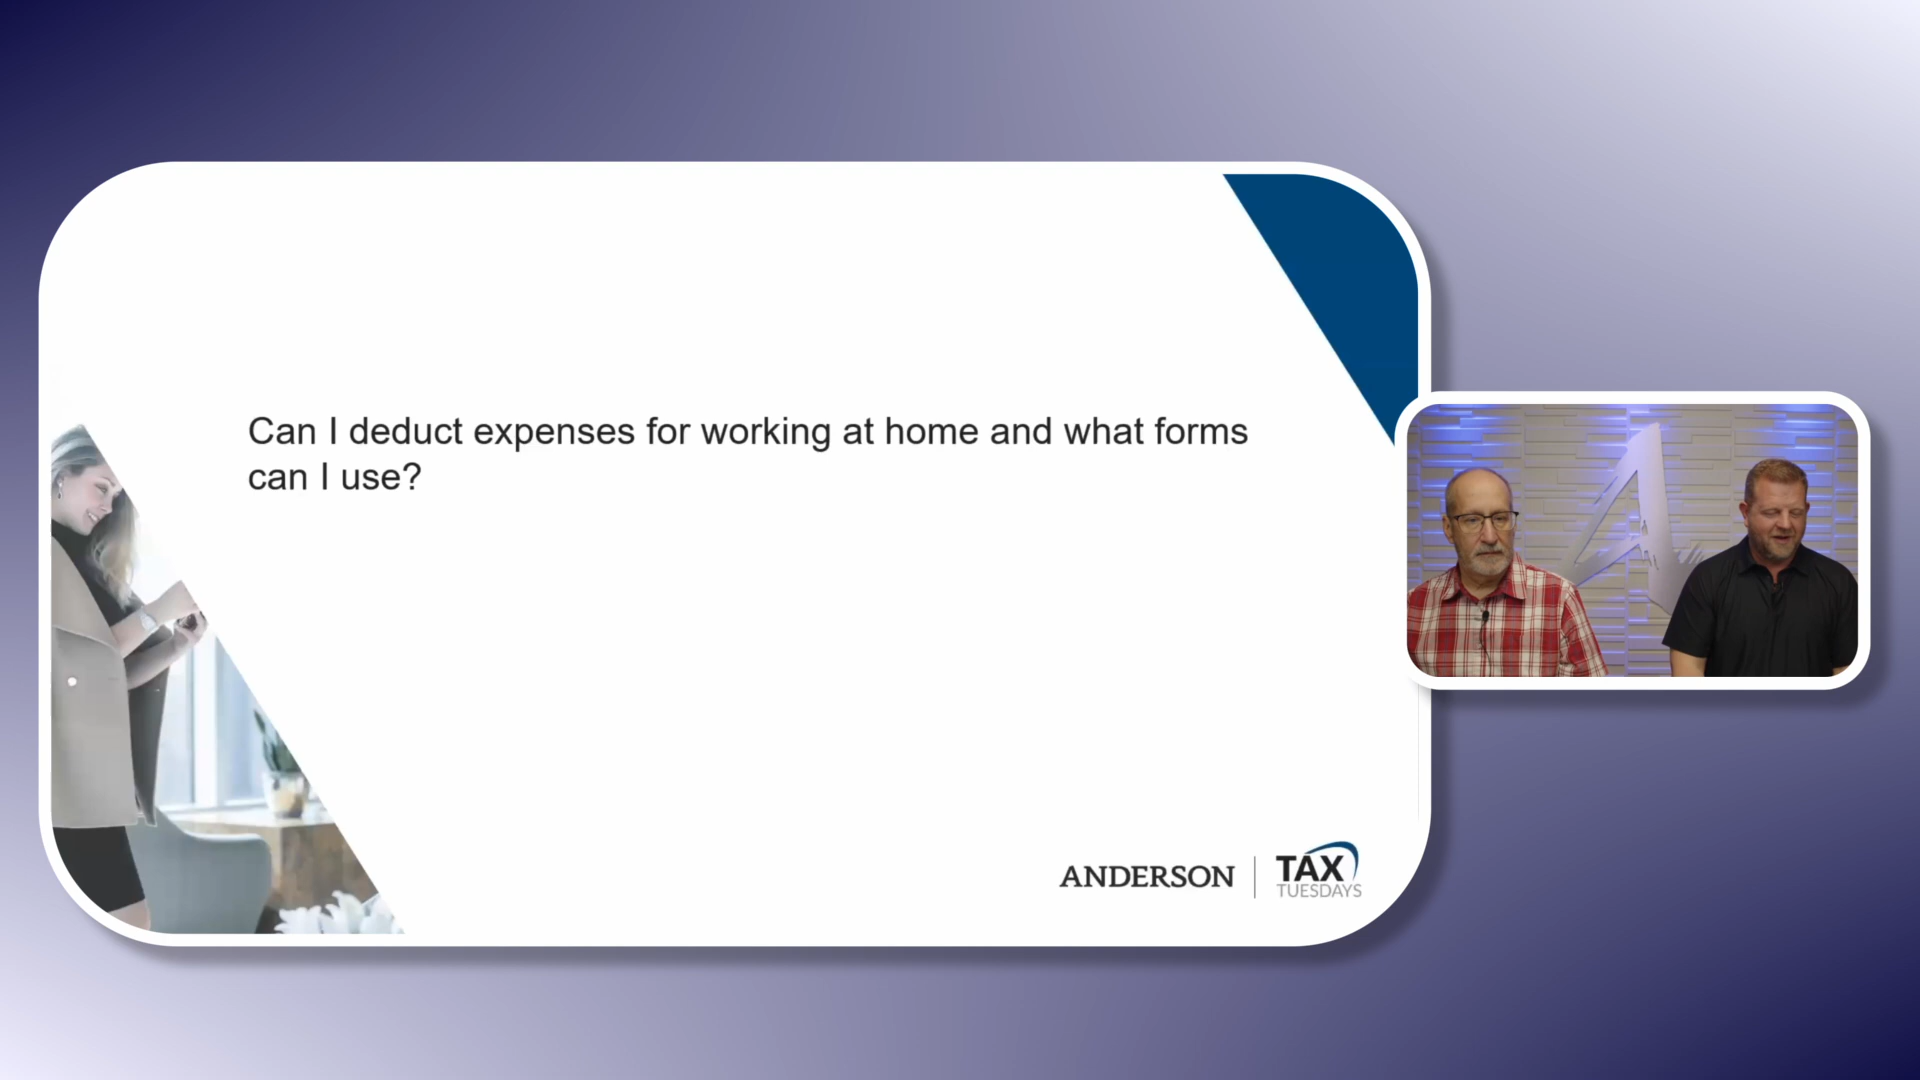 Can I deduct expenses for working at home and what forms
can I use?
ANDERSON
TAX
TUESDAYS